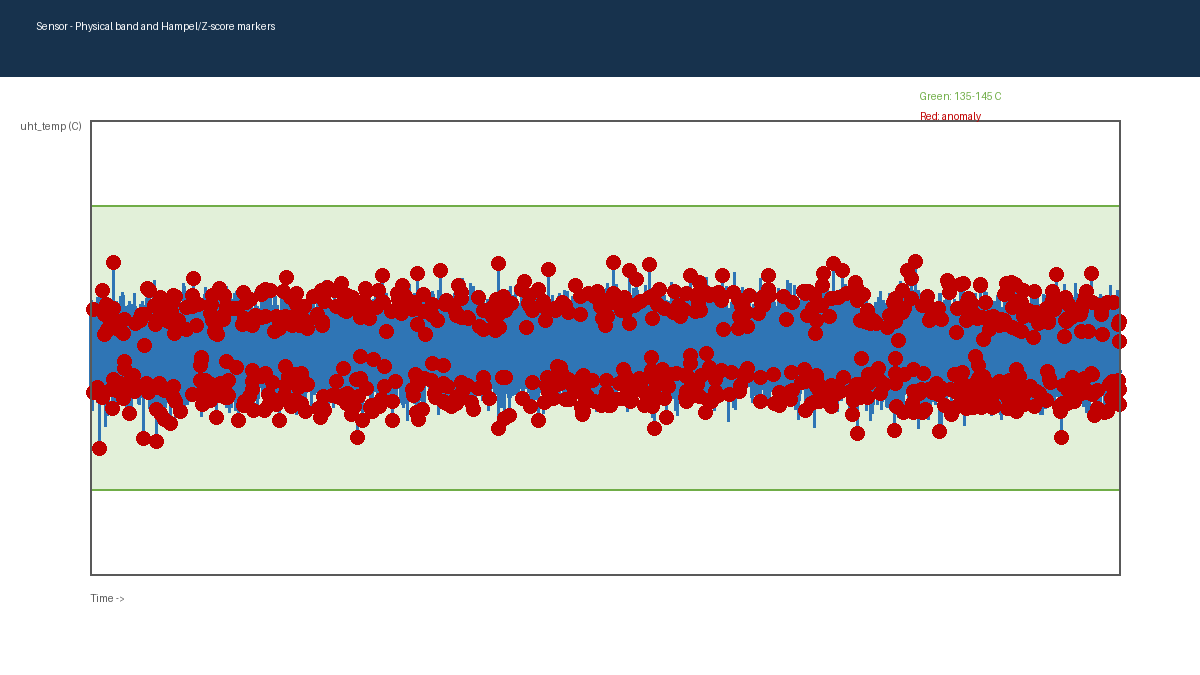 Sensor - Physical band and Hampel/Z-score markers
Green: 135-145 C
Red: anomaly
uht_temp (C)
Time ->